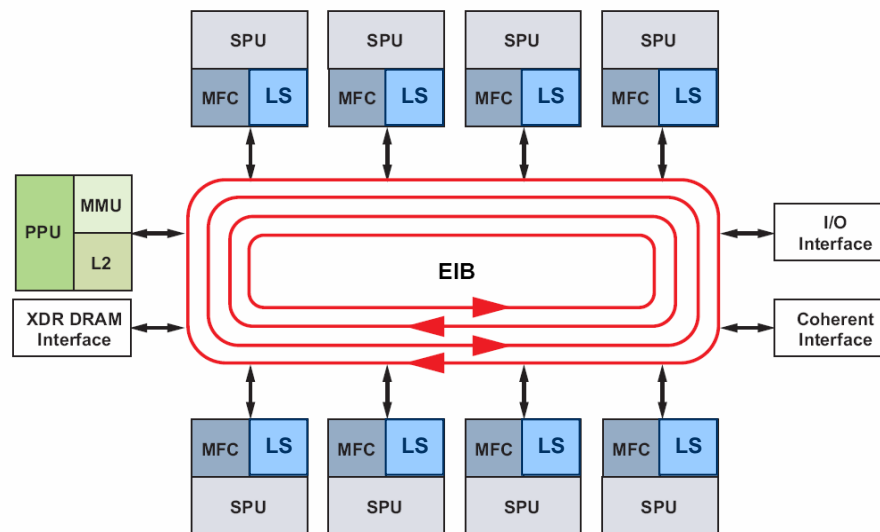 SPU
SPU
SPU
SPU
MFC LS
MFC LS
MFC LS
MFC LS
PPU
MMU
L2
I/O
Interface
EIB
XDR DRAM
Interface
Coherent
Interface
MFC LS
MFC LS
MFC LS
MFC LS
SPU
SPU
SPU
SPU